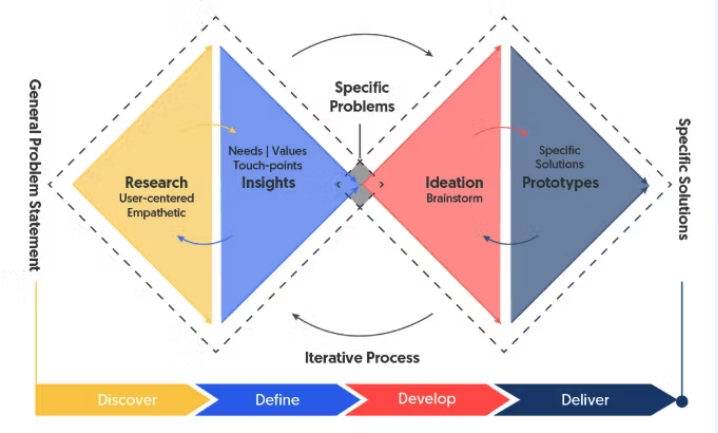 General Problem Statement
Specific
Problems
Needs | Values
Touch-points
Insights
Research
User-centered
Empathetic
Ideation
Brainstorm
Specific
Solutions
Prototypes
Specific Solutions
Iterative Process
Discover
Define
Develop
Deliver